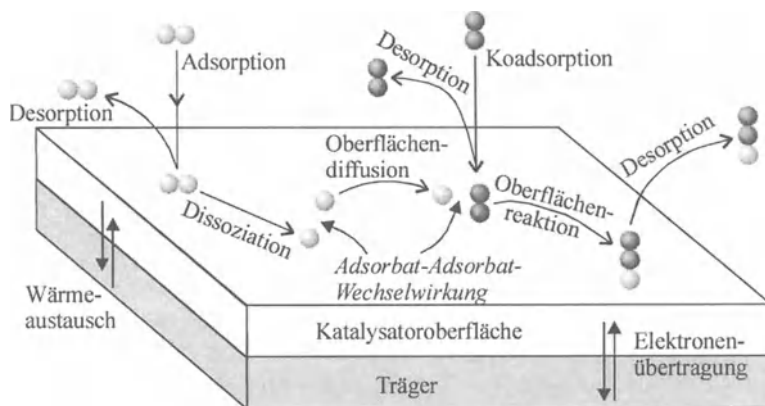 Adsorption
Desorption
Koadsorption
Desorption
Desorption
Oberflächen-
diffusion
Dissoziation
Oberflächen-
reaktion
Adsorbat-Adsorbat-
Wechselwirkung
Wärme-
austausch
Katalysatoroberfläche
Elektronen-
übertragung
Träger